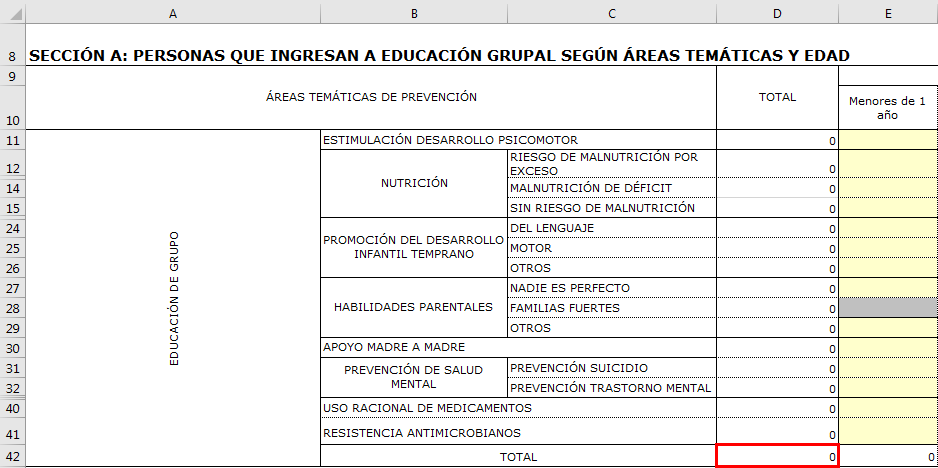 A B C D E
8 SECCIÓN A: PERSONAS QUE INGRESAN A EDUCACIÓN GRUPAL SEGÚN ÁREAS TEMÁTICAS Y EDAD
9
10 ÁREAS TEMÁTICAS DE PREVENCIÓN TOTAL Menores de 1
año
EDUCACIÓN DE GRUPO
11 ESTIMULACIÓN DESARROLLO PSICOMOTOR 0
NUTRICIÓN
12 RIESGO DE MALNUTRICIÓN POR
EXCESO 0
14 MALNUTRICIÓN DE DÉFICIT 0
15 SIN RIESGO DE MALNUTRICIÓN 0
PROMOCIÓN DEL DESARROLLO
INFANTIL TEMPRANO
24 DEL LENGUAJE 0
25 MOTOR 0
26 OTROS 0
HABILIDADES PARENTALES
27 NADIE ES PERFECTO 0
28 FAMILIAS FUERTES 0
29 OTROS 0
30 APOYO MADRE A MADRE 0
PREVENCIÓN DE SALUD
MENTAL
31 PREVENCIÓN SUICIDIO 0
32 PREVENCIÓN TRASTORNO MENTAL 0
40 USO RACIONAL DE MEDICAMENTOS 0
41 RESISTENCIA ANTIMICROBIANOS 0
42 TOTAL 0 0